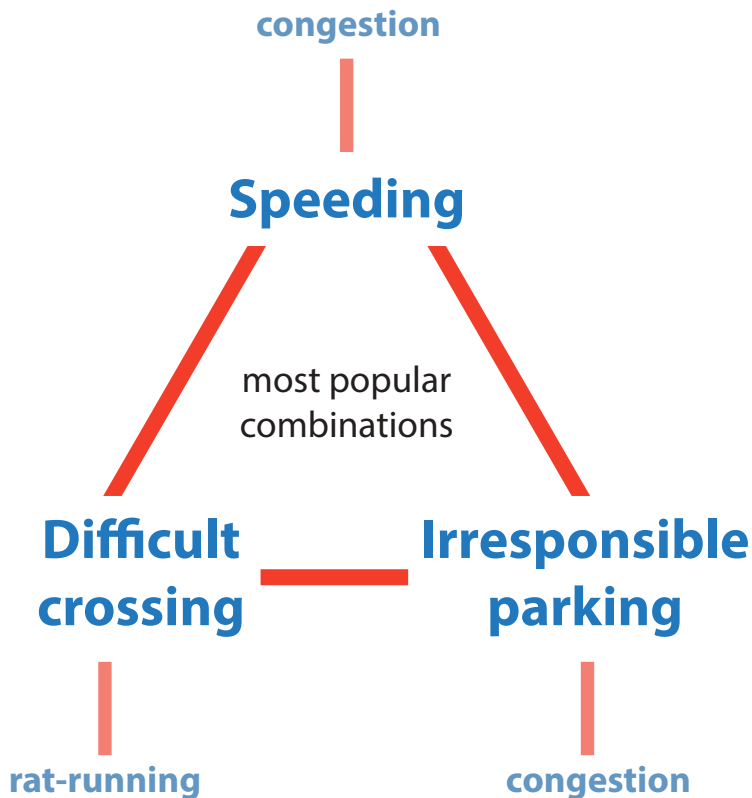 congestion
Speeding
most popular
combinations
Difficult
crossing
Irresponsible
parking
rat-running
congestion